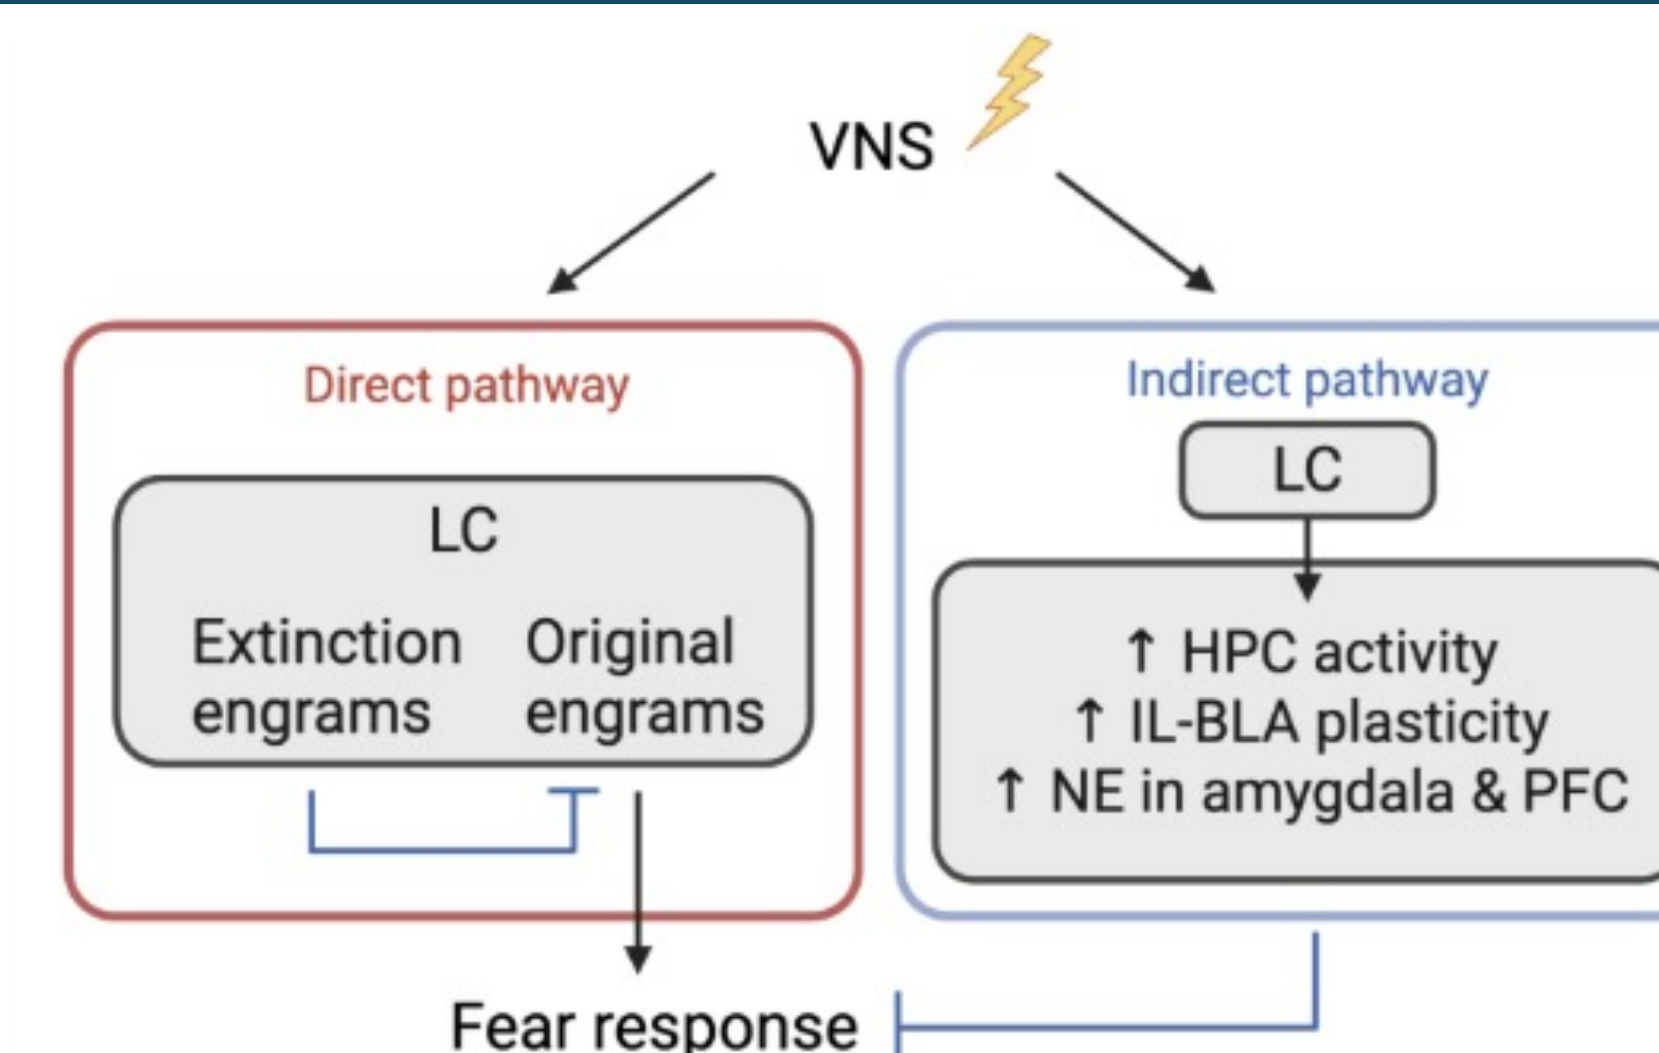 VNS
Direct pathway
LC
Extinction engrams
Original engrams
Indirect pathway
LC
↑ HPC activity
↑ IL-BLA plasticity
↑ NE in amygdala & PFC
Fear response